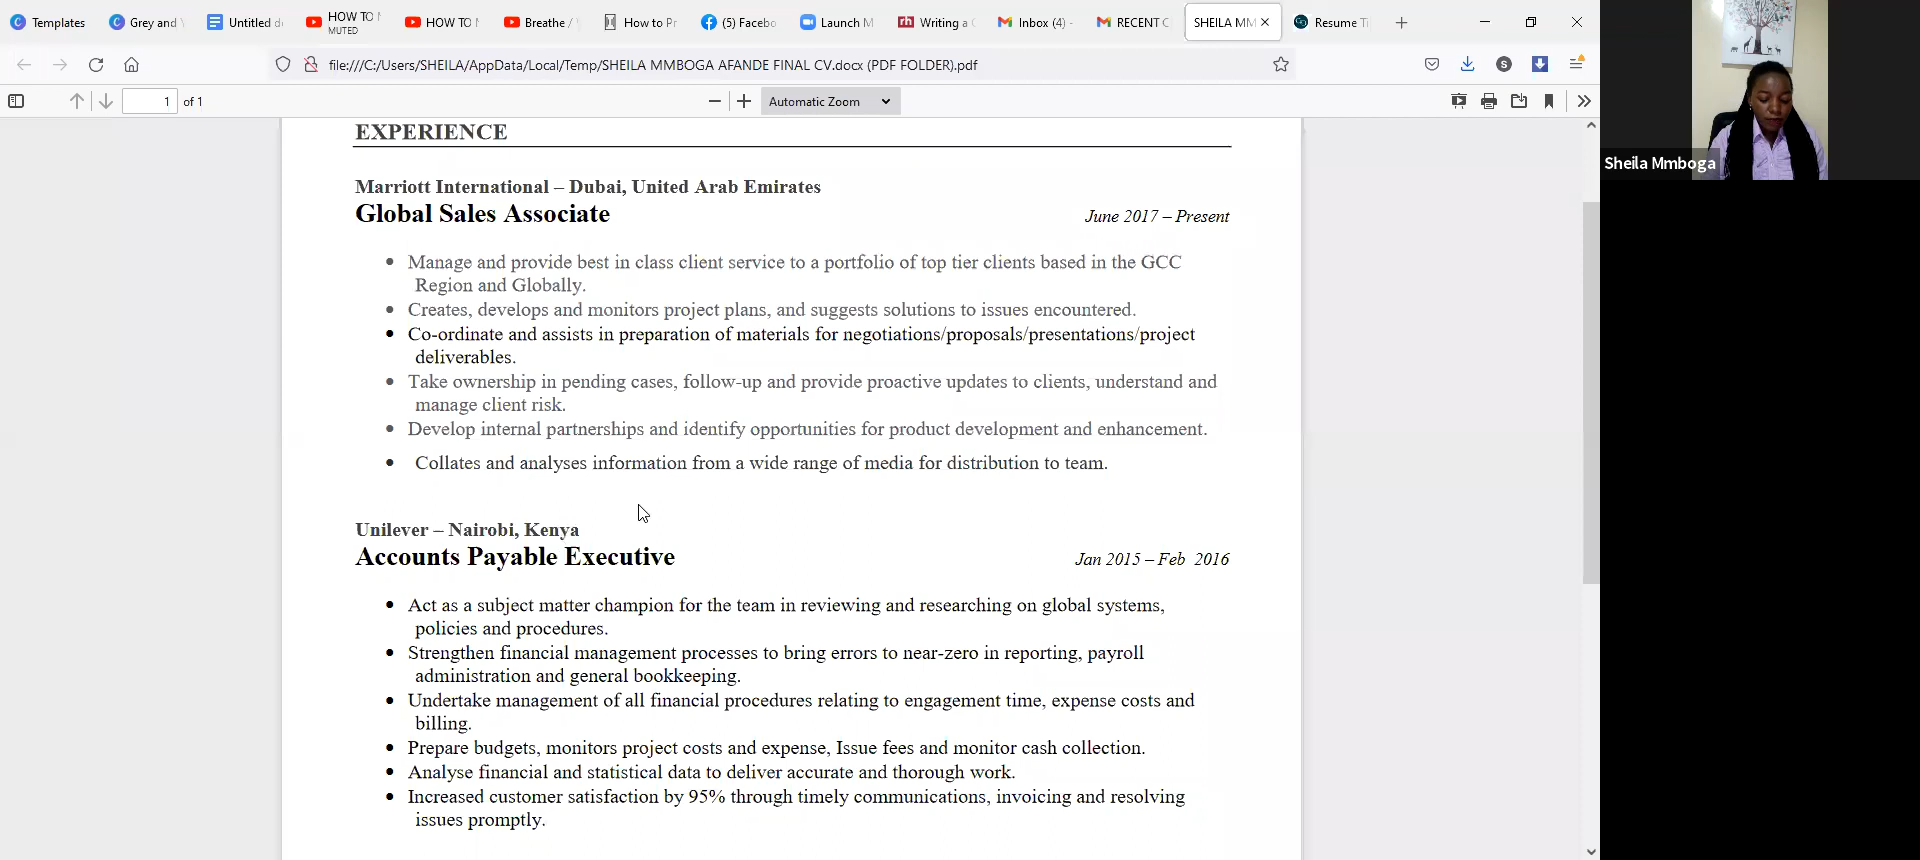 Templates
Grey and
Untitled d
HOW TO
MUTED
HOW TO
Breathe /
How to Pr
(5) Facebo
Launch M
Writing a
Inbox (4) -
RECENT C
SHEILA MM
Resume Ti
file:///C:/Users/SHEILA/AppData/Local/Temp/SHEILA MMBOGA AFANDE FINAL CV.docx (PDF FOLDER).pdf
S
1 of 1
Automatic Zoom
Sheila Mmboga
EXPERIENCE
Marriott International – Dubai, United Arab Emirates
Global Sales Associate June 2017 – Present
• Manage and provide best in class client service to a portfolio of top tier clients based in the GCC
Region and Globally.
• Creates, develops and monitors project plans, and suggests solutions to issues encountered.
• Co-ordinate and assists in preparation of materials for negotiations/proposals/presentations/project
deliverables.
• Take ownership in pending cases, follow-up and provide proactive updates to clients, understand and
manage client risk.
• Develop internal partnerships and identify opportunities for product development and enhancement.
• Collates and analyses information from a wide range of media for distribution to team.
Unilever – Nairobi, Kenya
Accounts Payable Executive Jan 2015 – Feb 2016
• Act as a subject matter champion for the team in reviewing and researching on global systems,
policies and procedures.
• Strengthen financial management processes to bring errors to near-zero in reporting, payroll
administration and general bookkeeping.
• Undertake management of all financial procedures relating to engagement time, expense costs and
billing.
• Prepare budgets, monitors project costs and expense, Issue fees and monitor cash collection.
• Analyse financial and statistical data to deliver accurate and thorough work.
• Increased customer satisfaction by 95% through timely communications, invoicing and resolving
issues promptly.